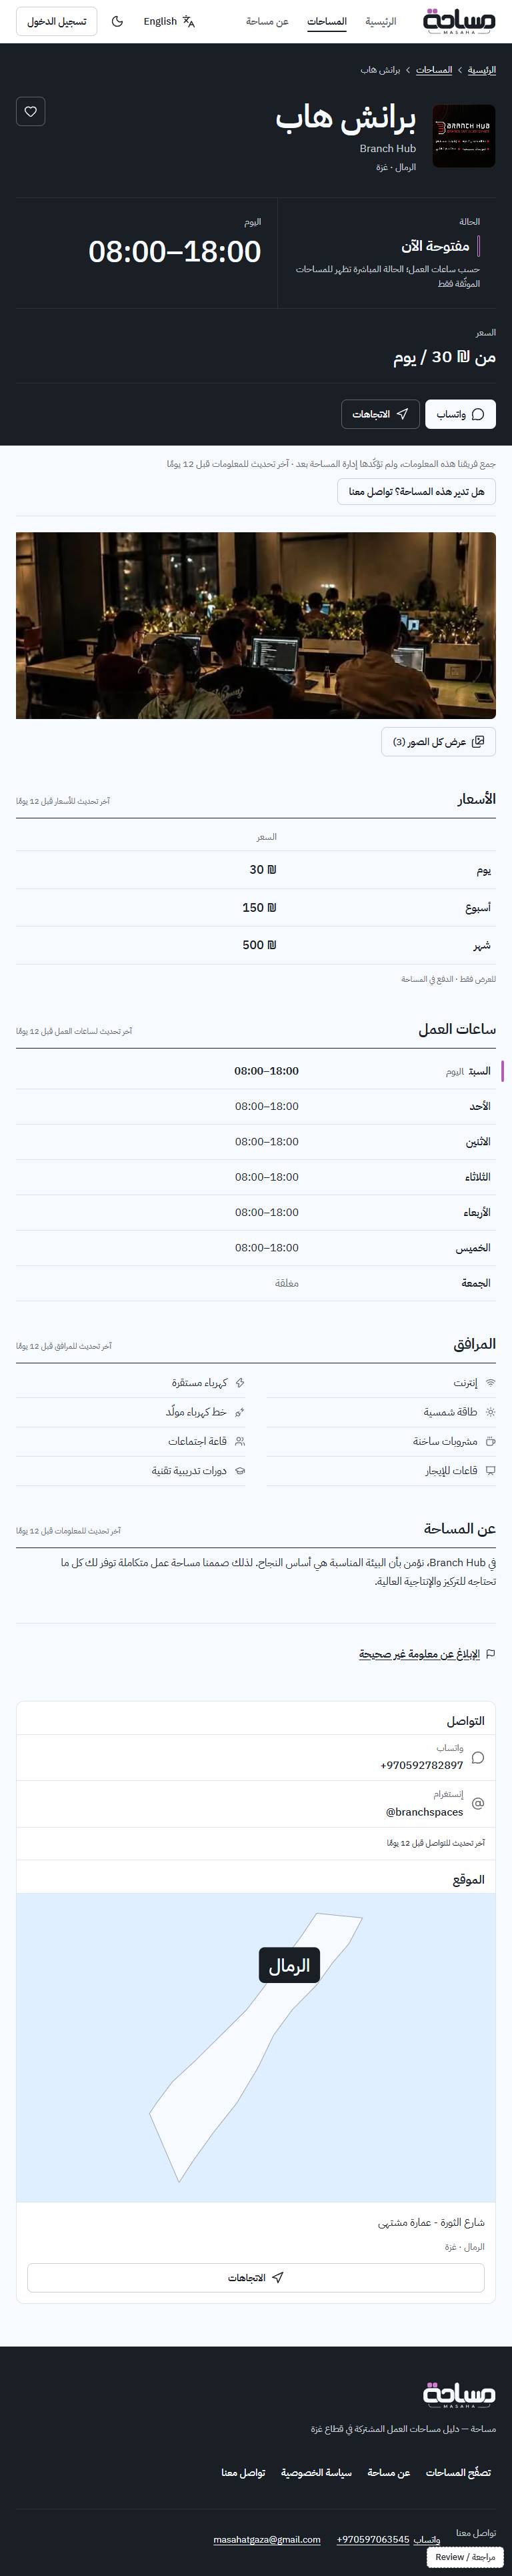 مساحة
MASAHA
الرئيسية
المساحات
عن مساحة
English
تسجيل الدخول
الرئيسية › المساحات › برانش هاب
BRANCH HUB
برانش هاب
Branch Hub
الرمال · غزة
الحالة
مفتوحة الآن
حسب ساعات العمل؛ الحالة المباشرة تظهر للمساحات
الموثّقة فقط
اليوم
08:00–18:00
السعر
من ₪ 30 / يوم
واتساب
الاتجاهات
جمع فريقنا هذه المعلومات، ولم تؤكّدها إدارة المساحة بعد · آخر تحديث للمعلومات قبل 12 يومًا
هل تدير هذه المساحة؟ تواصل معنا
عرض كل الصور (3)
الأسعار
آخر تحديث للأسعار قبل 12 يومًا
السعر
يوم ₪ 30
أسبوع ₪ 150
شهر ₪ 500
للعرض فقط · الدفع في المساحة
ساعات العمل
آخر تحديث لساعات العمل قبل 12 يومًا
السبت اليوم 08:00–18:00
الأحد 08:00–18:00
الاثنين 08:00–18:00
الثلاثاء 08:00–18:00
الأربعاء 08:00–18:00
الخميس 08:00–18:00
الجمعة مغلقة
المرافق
آخر تحديث للمرافق قبل 12 يومًا
إنترنت
كهرباء مستقرة
طاقة شمسية
خط كهرباء مولّد
مشروبات ساخنة
قاعة اجتماعات
قاعات للإيجار
دورات تدريبية تقنية
عن المساحة
آخر تحديث للمعلومات قبل 12 يومًا
في Branch Hub، نؤمن بأن البيئة المناسبة هي أساس النجاح. لذلك صممنا مساحة عمل متكاملة توفر لك كل ما
تحتاجه للتركيز والإنتاجية العالية.
الإبلاغ عن معلومة غير صحيحة
التواصل
واتساب
+970592782897
إنستغرام
@branchspaces
آخر تحديث للتواصل قبل 12 يومًا
الموقع
الرمال
شارع الثورة - عمارة مشتهى
الرمال · غزة
الاتجاهات
مساحة
MASAHA
مساحة — دليل مساحات العمل المشتركة في قطاع غزة
تصفّح المساحات
عن مساحة
سياسة الخصوصية
تواصل معنا
تواصل معنا
واتساب +970597063545
masahatgaza@gmail.com
مراجعة / Review